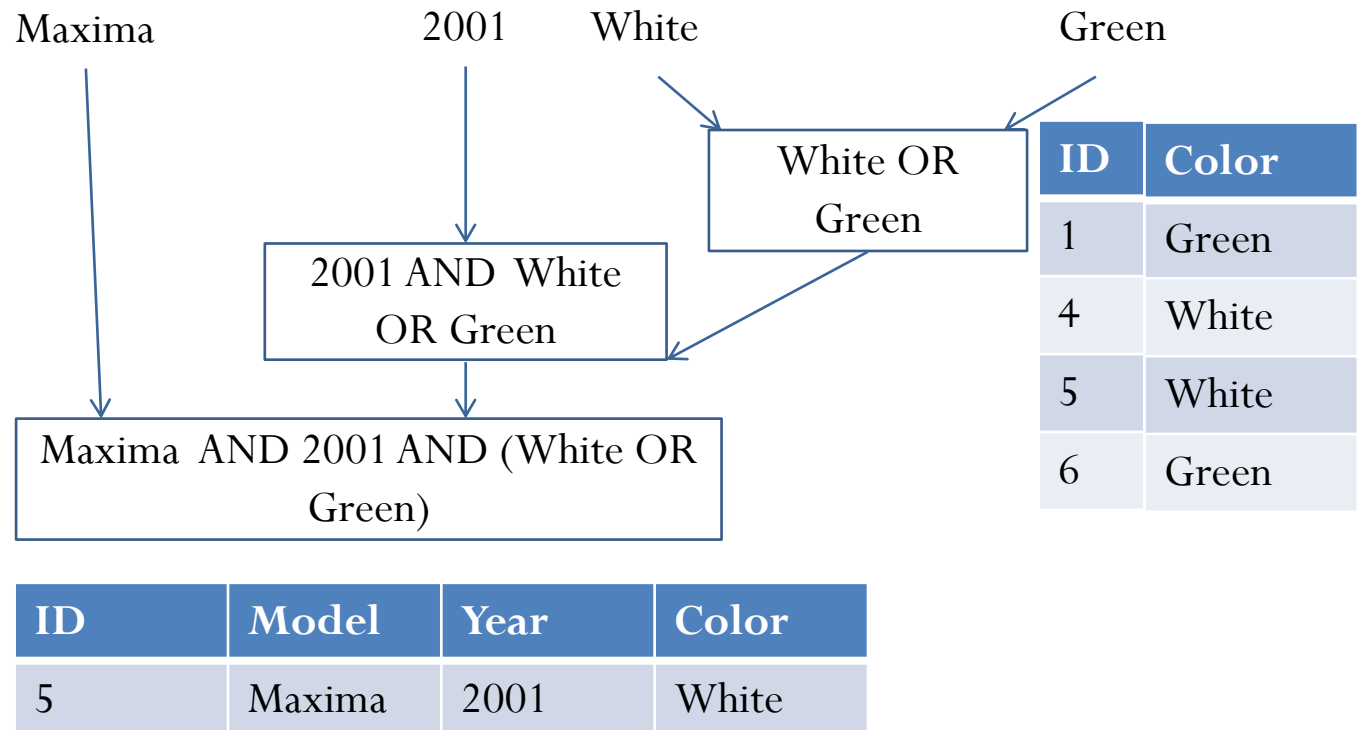 Maxima 2001 White Green
White OR
Green
2001 AND White
OR Green
Maxima AND 2001 AND (White OR
Green)
ID Color
1 Green
4 White
5 White
6 Green
ID Model Year Color
5 Maxima 2001 White